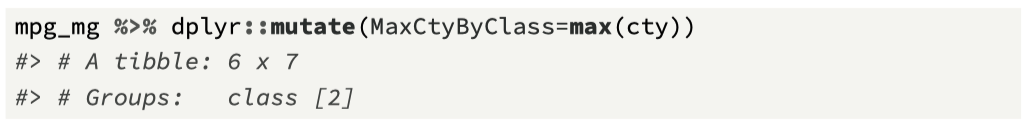 mpg_mg %>% dplyr::mutate(MaxCtyByClass=max(cty))
#> # A tibble: 6 x 7
#> # Groups:   class [2]